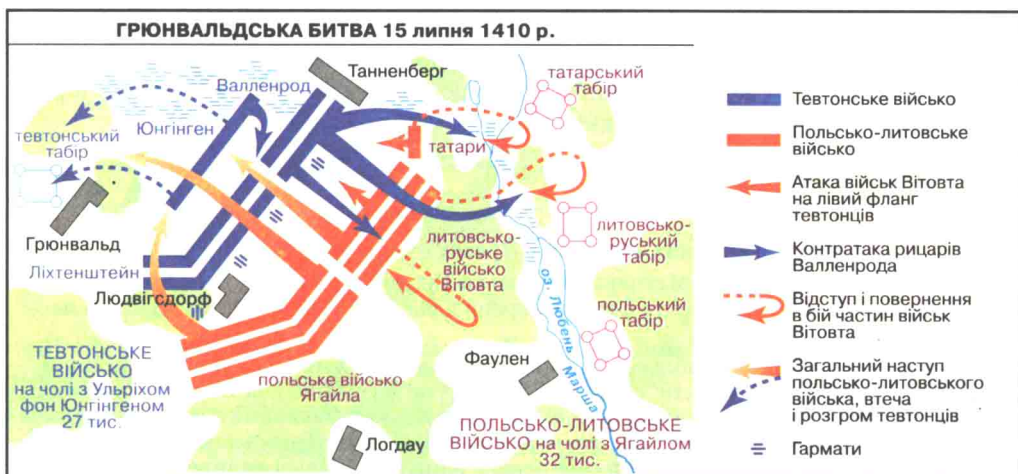 ГРЮНВАЛЬДСЬКА БИТВА 15 липня 1410 р.
Танненберг
Валленрод
татарський
табір
Юнгінген
тевтонський
табір
татари
Грюнвальд
литовсько-
руське
військо
Вітовта
литовсько-
руський
табір
Ліхтенштейн
Людвігсдорф
оз. Любень
Марша
польський
табір
ТЕВТОНСЬКЕ
ВІЙСЬКО
на чолі з Ульріхом
фон Юнгінгеном
27 тис.
польське військо
Ягайла
Фаулен
Логдау
ПОЛЬСЬКО-ЛИТОВСЬКЕ
ВІЙСЬКО на чолі з Ягайлом
32 тис.
Тевтонське військо
Польсько-литовське
військо
Атака військ Вітовта
на лівий фланг
тевтонців
Контратака рицарів
Валленрода
Відступ і повернення
в бій частин військ
Вітовта
Загальний наступ
польсько-литовського
війська, втеча
і розгром тевтонців
Гармати